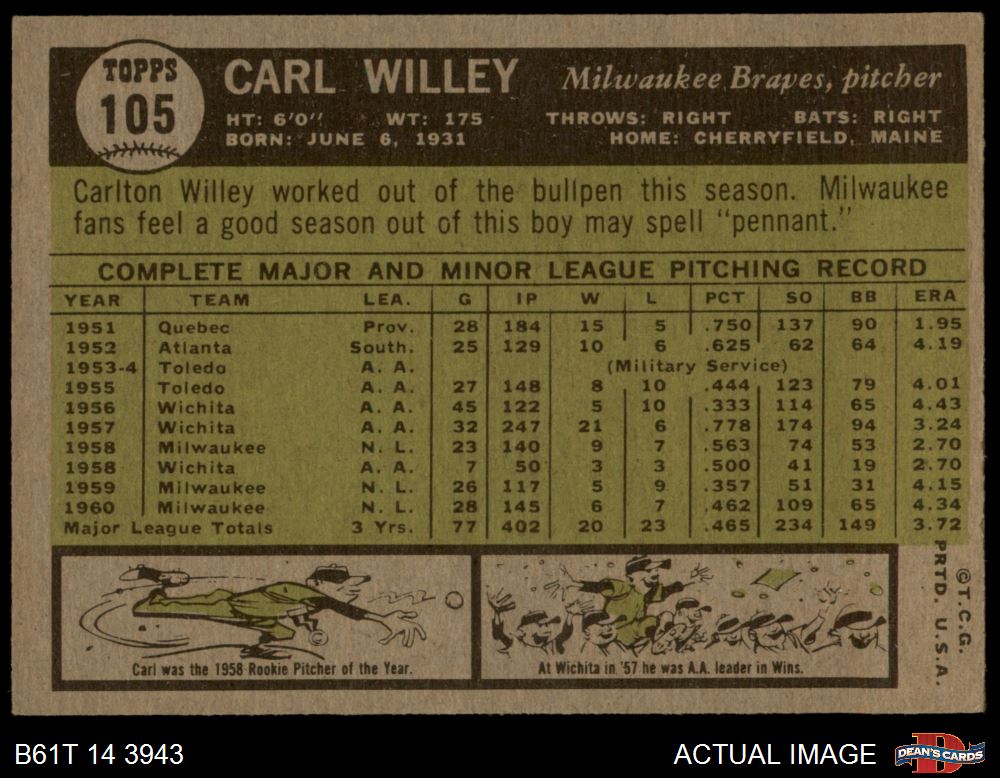 TOPPS
105
CARL WILLEY Milwaukee Braves, pitcher
HT: 6'0" WT: 175 THROWS: RIGHT BATS: RIGHT
BORN: JUNE 6, 1931 HOME: CHERRYFIELD, MAINE
Carlton Willey worked out of the bullpen this season. Milwaukee
fans feel a good season out of this boy may spell "pennant."
COMPLETE MAJOR AND MINOR LEAGUE PITCHING RECORD
YEAR TEAM LEA. G IP W L PCT SO BB ERA
1951 Quebec Prov. 28 184 15 5 .750 137 90 1.95
1952 Atlanta South. 25 129 10 6 .625 62 64 4.19
1953-4 Toledo A. A. (Military Service)
1955 Toledo A. A. 27 148 8 10 .444 123 79 4.01
1956 Wichita A. A. 45 122 5 10 .333 114 65 4.43
1957 Wichita A. A. 32 247 21 6 .778 174 94 3.24
1958 Milwaukee N. L. 23 140 9 7 .563 74 53 2.70
1958 Wichita A. A. 7 50 3 3 .500 41 19 2.70
1959 Milwaukee N. L. 26 117 5 9 .357 51 31 4.15
1960 Milwaukee N. L. 28 145 6 7 .462 109 65 4.34
Major League Totals 3 Yrs. 77 402 20 23 .465 234 149 3.72
Carl was the 1958 Rookie Pitcher of the Year.
At Wichita in '57 he was A.A. leader in Wins.
©T.C.G.
PRTD. U.S.A.
B61T 14 3943 ACTUAL IMAGE
DEAN'S CARDS